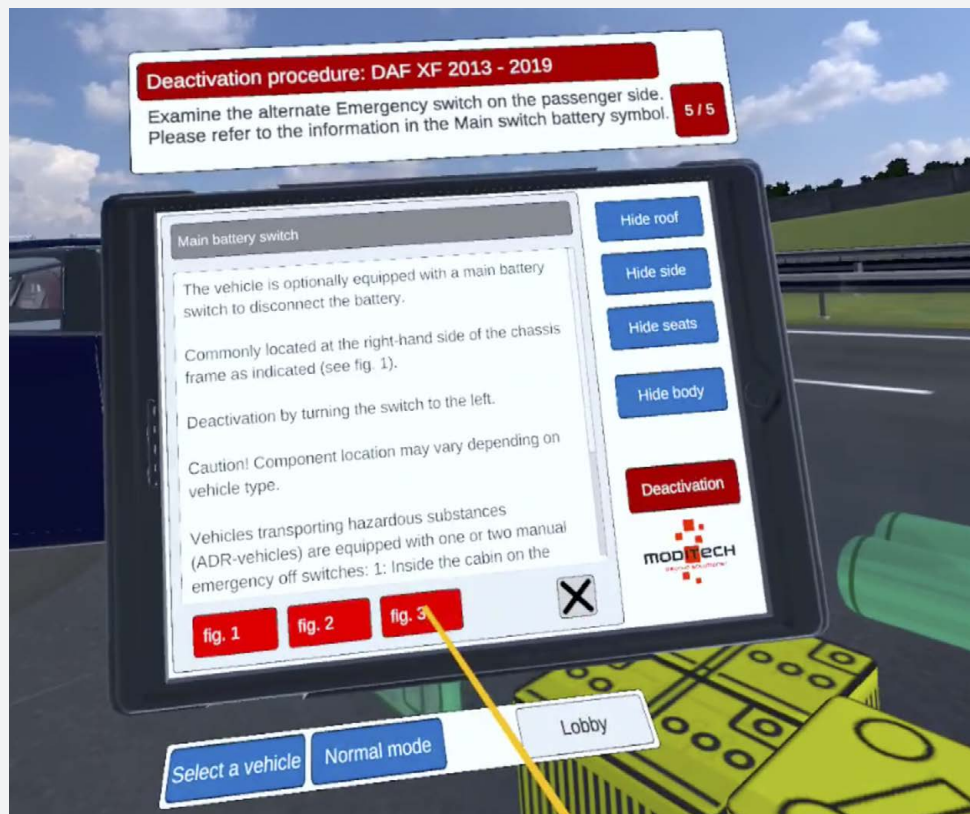 Deactivation procedure: DAF XF 2013 - 2019
Examine the alternate Emergency switch on the passenger side.
Please refer to the information in the Main switch battery symbol.
5 / 5
Main battery switch
The vehicle is optionally equipped with a main battery
switch to disconnect the battery.
Commonly located at the right-hand side of the chassis
frame as indicated (see fig. 1).
Deactivation by turning the switch to the left.
Caution! Component location may vary depending on
vehicle type.
Vehicles transporting hazardous substances
(ADR-vehicles) are equipped with one or two manual
emergency off switches: 1: Inside the cabin on the
fig. 1
fig. 2
fig. 3
Hide roof
Hide side
Hide seats
Hide body
Deactivation
MODITECH
Select a vehicle
Normal mode
Lobby